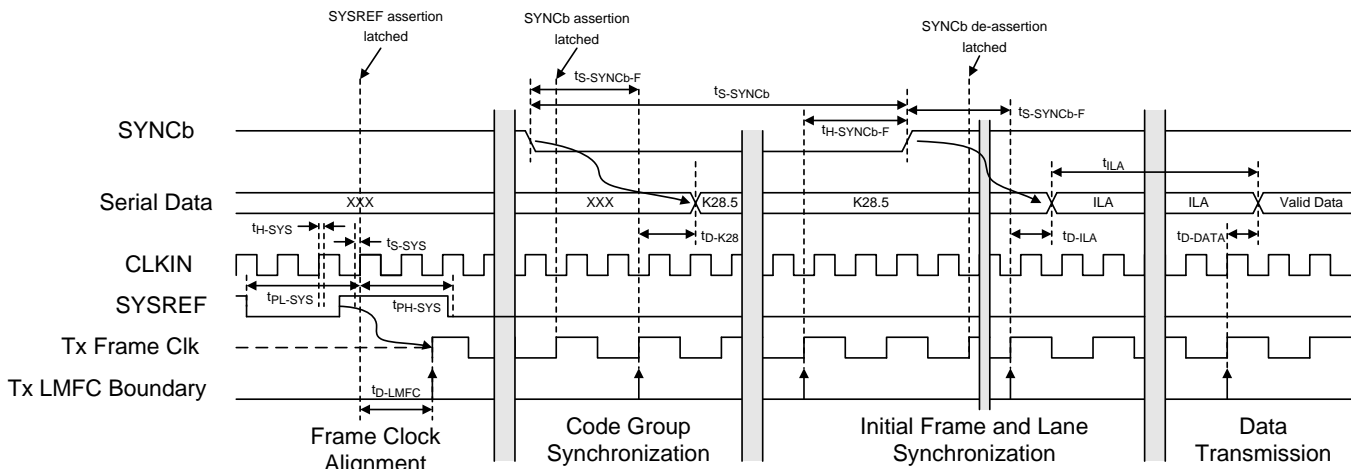 SYSREF assertion
latched
SYNCb assertion
latched
SYNCb de-assertion
latched
tS-SYNCb-F
tS-SYNCb
tS-SYNCb-F
tH-SYNCb-F
SYNCb
tILA
Serial Data
XXX
XXX
K28.5
K28.5
ILA
ILA
Valid Data
tH-SYS
tS-SYS
tD-K28
tD-ILA
tD-DATA
CLKIN
tPL-SYS
tPH-SYS
SYSREF
Tx Frame Clk
Tx LMFC Boundary
tD-LMFC
Frame Clock
Alignment
Code Group
Synchronization
Initial Frame and Lane
Synchronization
Data
Transmission